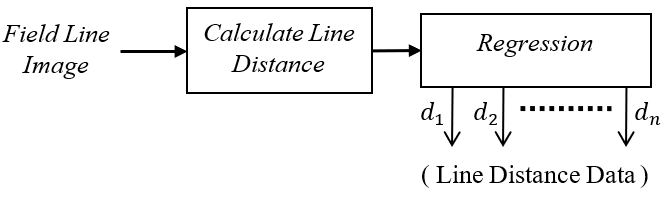 Field Line
Image
Calculate Line
Distance
Regression
d₁ d₂ ·········· dₙ
( Line Distance Data )